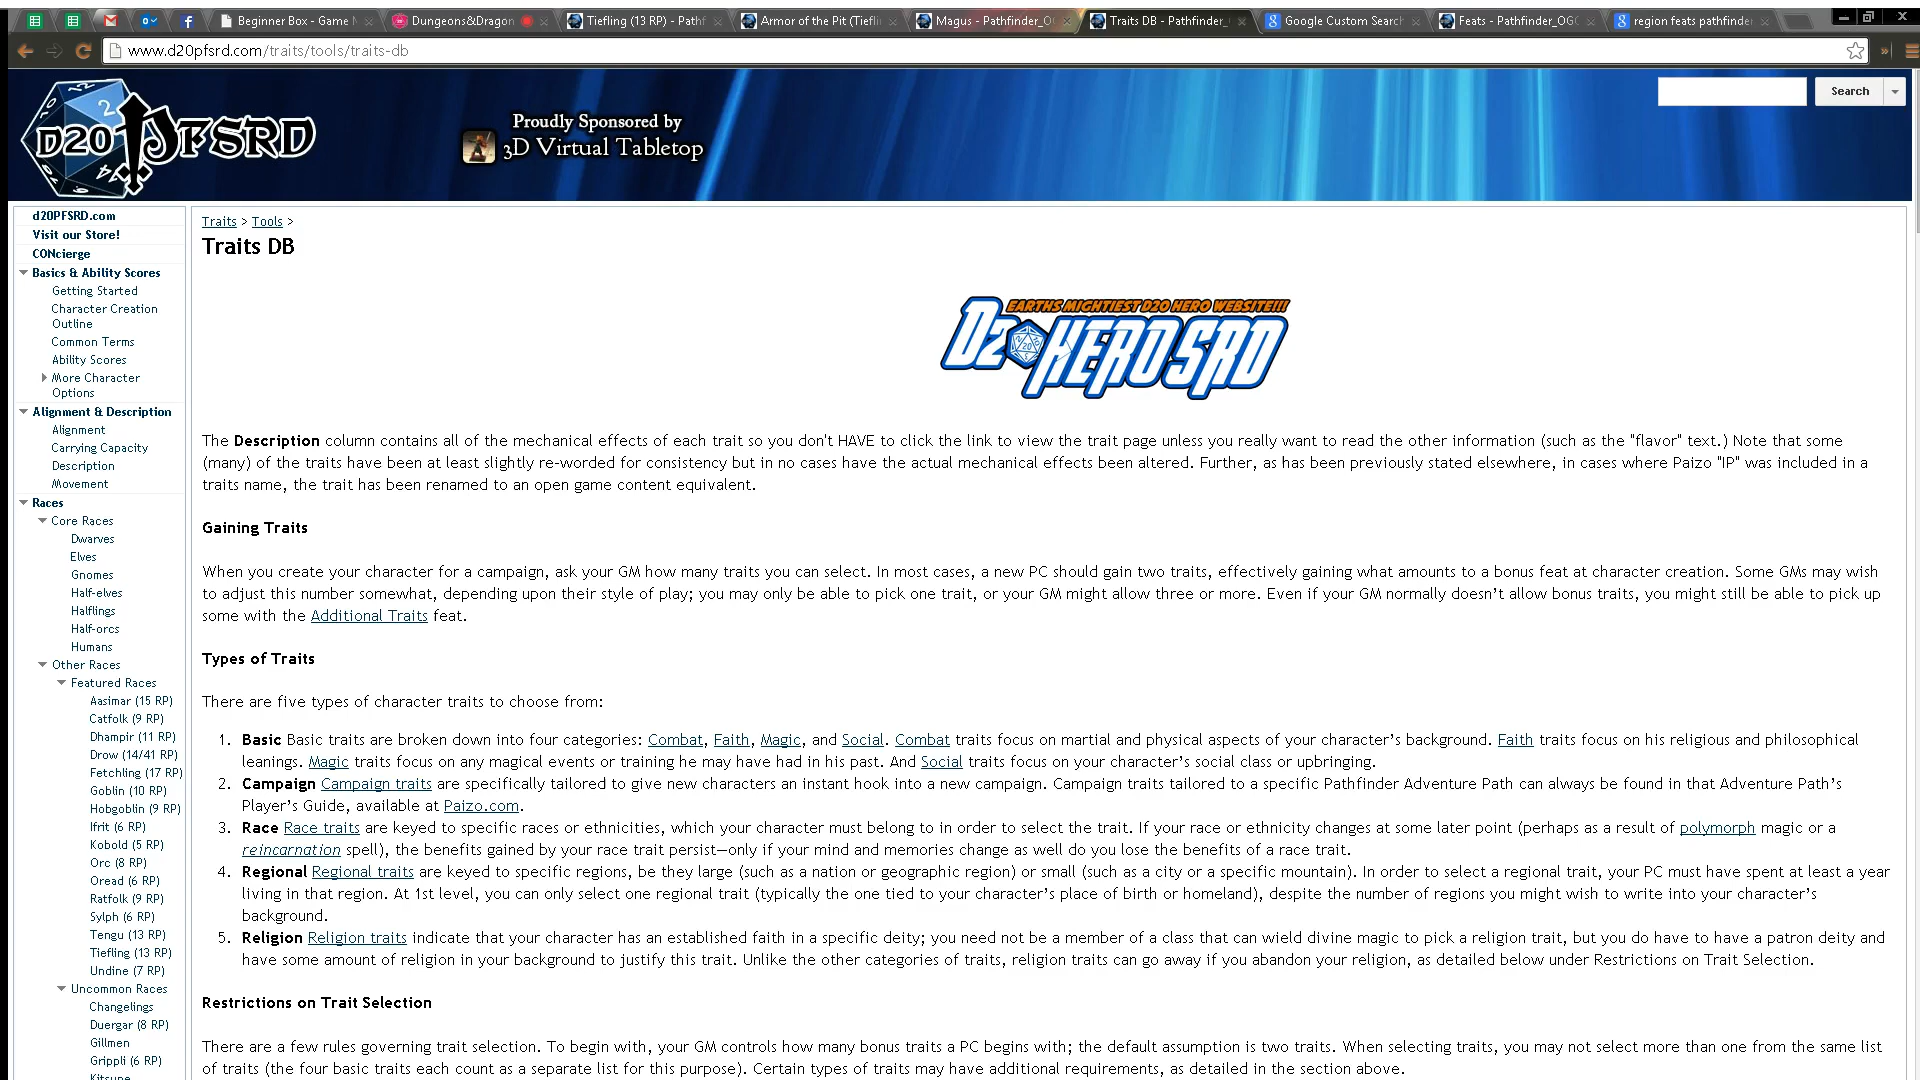 Beginner Box - Game M
Dungeons&Dragon
Tiefling (13 RP) - Pathf
Armor of the Pit (Tiefli
Magus - Pathfinder_O
Traits DB - Pathfinder_
Google Custom Search
Feats - Pathfinder_OGC
region feats pathfinder
www.d20pfsrd.com/traits/tools/traits-db
D20PFSRD
Proudly Sponsored by
3D Virtual Tabletop
Search
d20PFSRD.com
Visit our Store!
CONcierge
Basics & Ability Scores
Getting Started
Character Creation
Outline
Common Terms
Ability Scores
More Character
Options
Alignment & Description
Alignment
Carrying Capacity
Description
Movement
Races
Core Races
Dwarves
Elves
Gnomes
Half-elves
Halflings
Half-orcs
Humans
Other Races
Featured Races
Aasimar (15 RP)
Catfolk (9 RP)
Dhampir (11 RP)
Drow (14/41 RP)
Fetchling (17 RP)
Goblin (10 RP)
Hobgoblin (9 RP)
Ifrit (6 RP)
Kobold (5 RP)
Orc (8 RP)
Oread (6 RP)
Ratfolk (9 RP)
Sylph (6 RP)
Tengu (13 RP)
Tiefling (13 RP)
Undine (7 RP)
Uncommon Races
Changelings
Duergar (8 RP)
Gillmen
Grippli (6 RP)
Kitsune
Traits > Tools >
Traits DB
EARTHS MIGHTIEST D20 HERO WEBSITE!!!
D20 HERO SRD
The Description column contains all of the mechanical effects of each trait so you don't HAVE to click the link to view the trait page unless you really want to read the other information (such as the "flavor" text.) Note that some
(many) of the traits have been at least slightly re-worded for consistency but in no cases have the actual mechanical effects been altered. Further, as has been previously stated elsewhere, in cases where Paizo "IP" was included in a
traits name, the trait has been renamed to an open game content equivalent.
Gaining Traits
When you create your character for a campaign, ask your GM how many traits you can select. In most cases, a new PC should gain two traits, effectively gaining what amounts to a bonus feat at character creation. Some GMs may wish
to adjust this number somewhat, depending upon their style of play; you may only be able to pick one trait, or your GM might allow three or more. Even if your GM normally doesn't allow bonus traits, you might still be able to pick up
some with the Additional Traits feat.
Types of Traits
There are five types of character traits to choose from:
1. Basic Basic traits are broken down into four categories: Combat, Faith, Magic, and Social. Combat traits focus on martial and physical aspects of your character's background. Faith traits focus on his religious and philosophical
leanings. Magic traits focus on any magical events or training he may have had in his past. And Social traits focus on your character's social class or upbringing.
2. Campaign Campaign traits are specifically tailored to give new characters an instant hook into a new campaign. Campaign traits tailored to a specific Pathfinder Adventure Path can always be found in that Adventure Path's
Player's Guide, available at Paizo.com.
3. Race Race traits are keyed to specific races or ethnicities, which your character must belong to in order to select the trait. If your race or ethnicity changes at some later point (perhaps as a result of polymorph magic or a
reincarnation spell), the benefits gained by your race trait persist—only if your mind and memories change as well do you lose the benefits of a race trait.
4. Regional Regional traits are keyed to specific regions, be they large (such as a nation or geographic region) or small (such as a city or a specific mountain). In order to select a regional trait, your PC must have spent at least a year
living in that region. At 1st level, you can only select one regional trait (typically the one tied to your character's place of birth or homeland), despite the number of regions you might wish to write into your character's
background.
5. Religion Religion traits indicate that your character has an established faith in a specific deity; you need not be a member of a class that can wield divine magic to pick a religion trait, but you do have to have a patron deity and
have some amount of religion in your background to justify this trait. Unlike the other categories of traits, religion traits can go away if you abandon your religion, as detailed below under Restrictions on Trait Selection.
Restrictions on Trait Selection
There are a few rules governing trait selection. To begin with, your GM controls how many bonus traits a PC begins with; the default assumption is two traits. When selecting traits, you may not select more than one from the same list
of traits (the four basic traits each count as a separate list for this purpose). Certain types of traits may have additional requirements, as detailed in the section above.